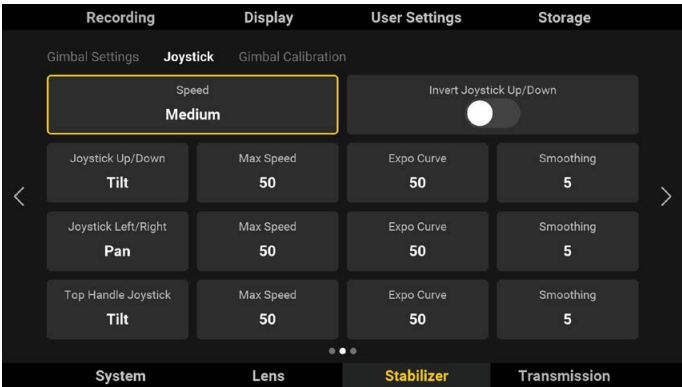 Recording Display User Settings Storage
Gimbal Settings Joystick Gimbal Calibration
Speed Invert Joystick Up/Down
Medium
Joystick Up/Down Max Speed Expo Curve Smoothing
Tilt 50 50 5
Joystick Left/Right Max Speed Expo Curve Smoothing
Pan 50 50 5
Top Handle Joystick Max Speed Expo Curve Smoothing
Tilt 50 50 5
System Lens Stabilizer Transmission